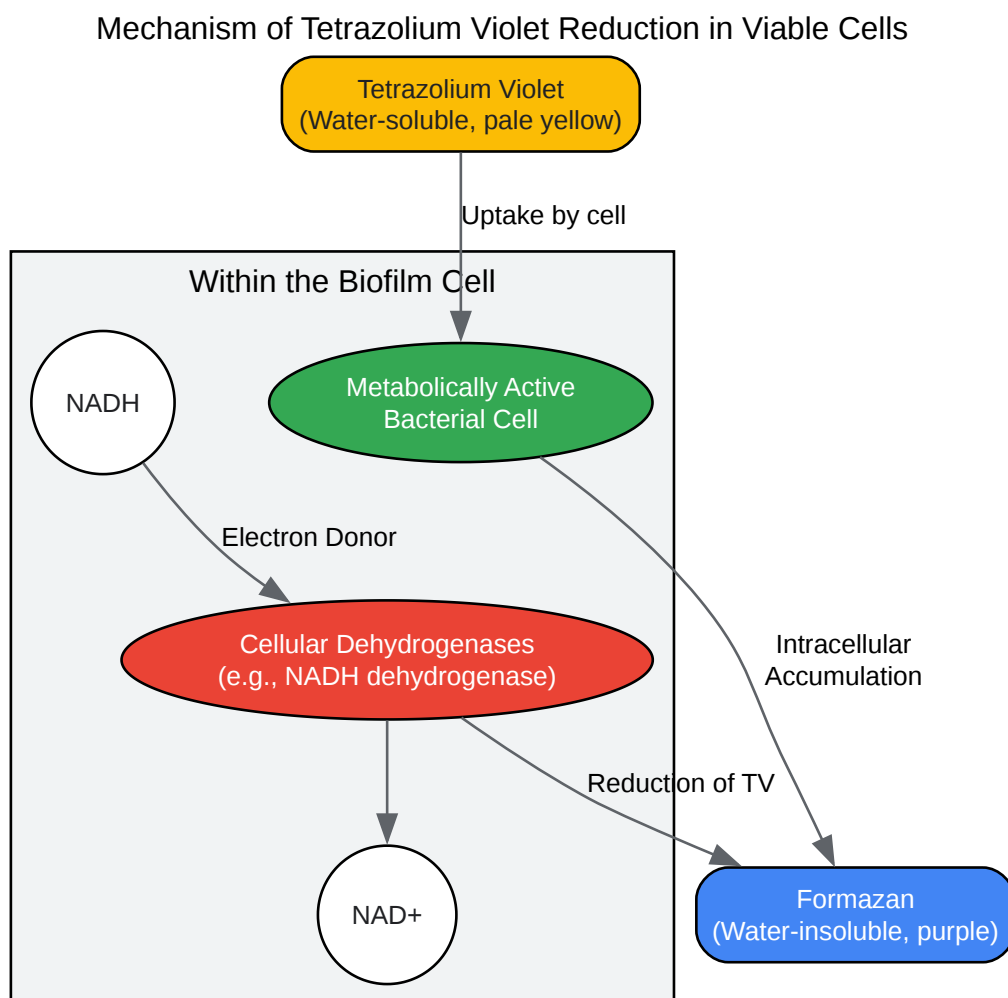 Mechanism of Tetrazolium Violet Reduction in Viable Cells
Tetrazolium Violet
(Water-soluble, pale yellow)
Uptake by cell
Within the Biofilm Cell
NADH
Metabolically Active
Bacterial Cell
Electron Donor
Cellular Dehydrogenases
(e.g., NADH dehydrogenase)
Intracellular
Accumulation
Reduction of TV
NAD+
Formazan
(Water-insoluble, purple)